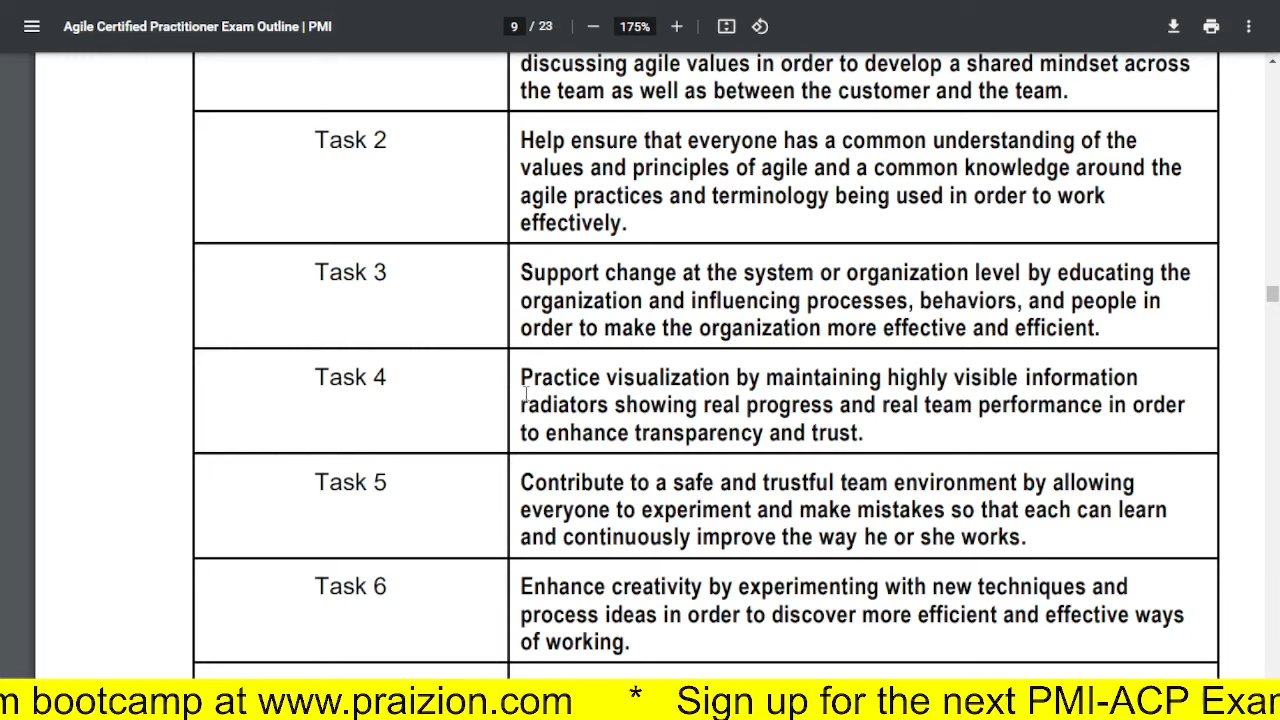 Agile Certified Practitioner Exam Outline | PMI
9 / 23
175%
discussing agile values in order to develop a shared mindset across
the team as well as between the customer and the team.
Task 2
Help ensure that everyone has a common understanding of the
values and principles of agile and a common knowledge around the
agile practices and terminology being used in order to work
effectively.
Task 3
Support change at the system or organization level by educating the
organization and influencing processes, behaviors, and people in
order to make the organization more effective and efficient.
Task 4
Practice visualization by maintaining highly visible information
radiators showing real progress and real team performance in order
to enhance transparency and trust.
Task 5
Contribute to a safe and trustful team environment by allowing
everyone to experiment and make mistakes so that each can learn
and continuously improve the way he or she works.
Task 6
Enhance creativity by experimenting with new techniques and
process ideas in order to discover more efficient and effective ways
of working.
m bootcamp at www.praizion.com * Sign up for the next PMI-ACP Exa